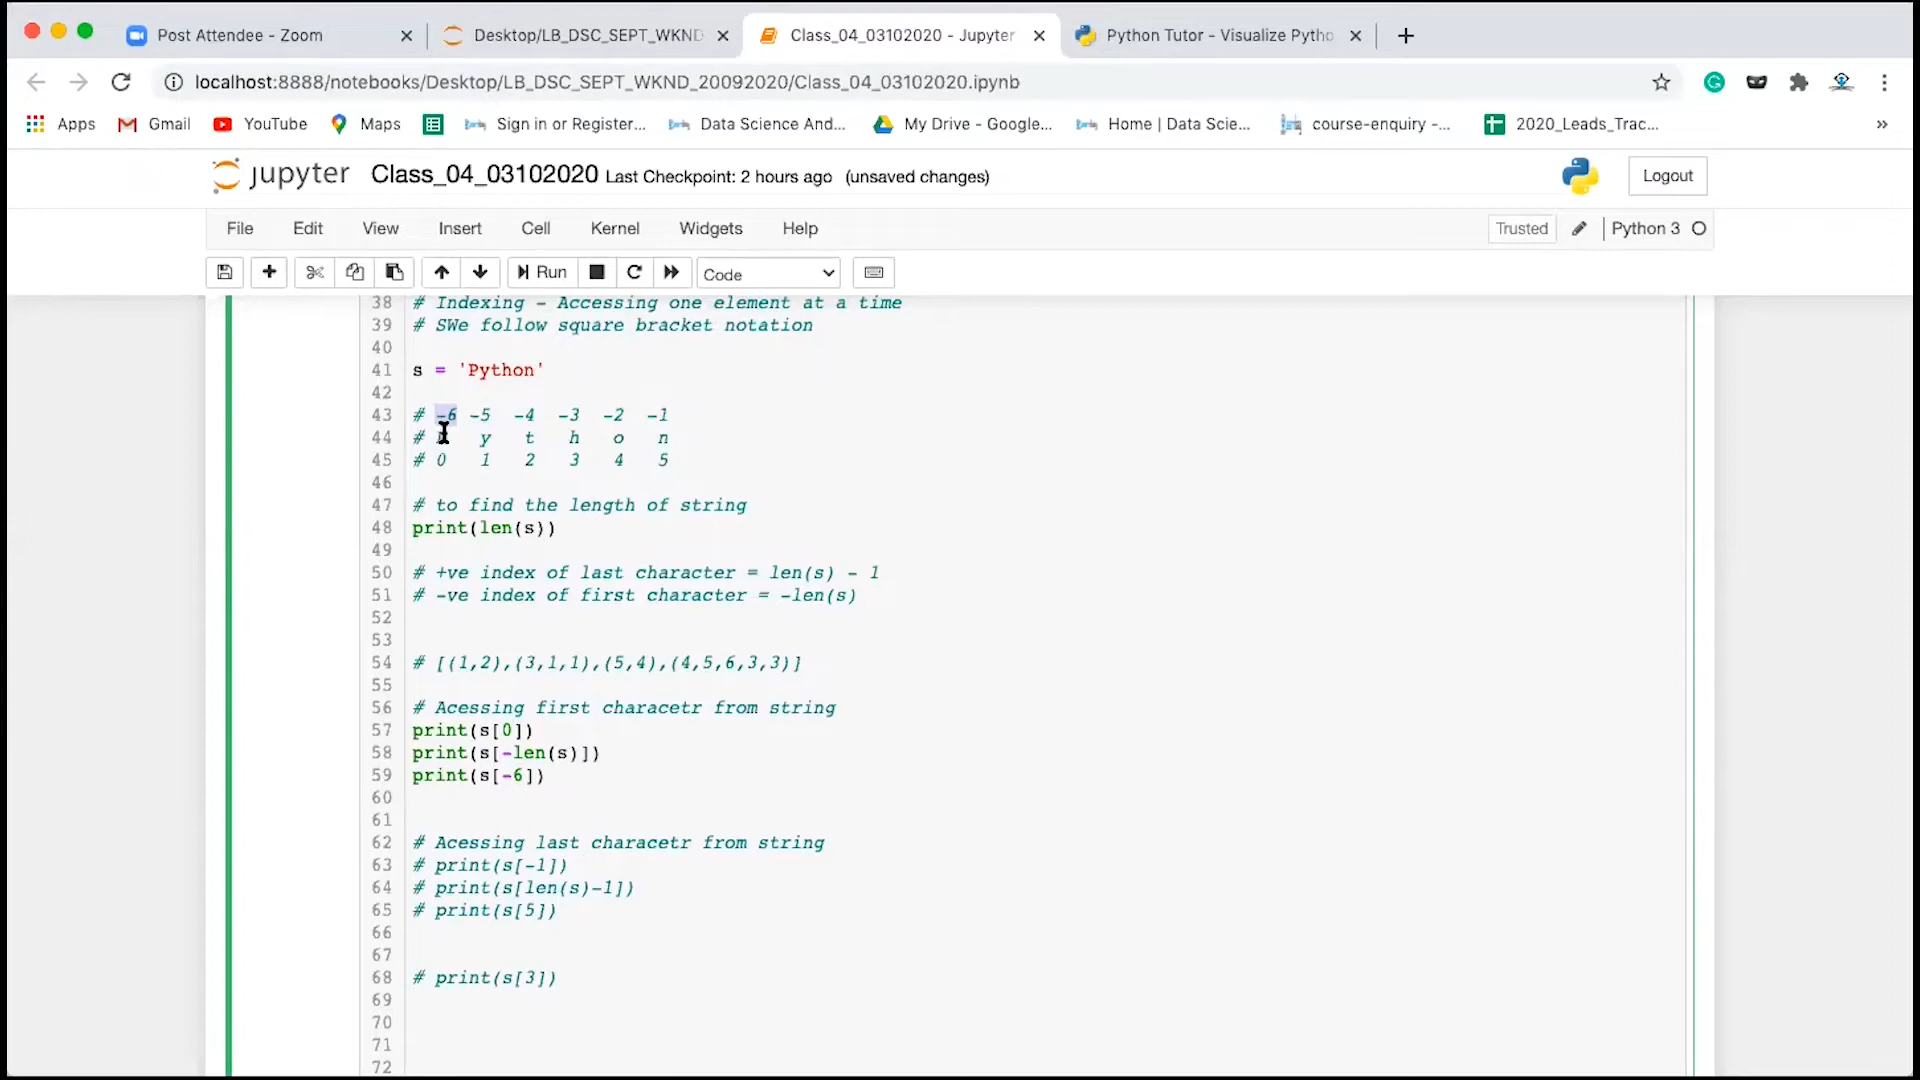 Post Attendee - Zoom
Desktop/LB_DSC_SEPT_WKND
Class_04_03102020 - Jupyter
Python Tutor - Visualize Pytho
localhost:8888/notebooks/Desktop/LB_DSC_SEPT_WKND_20092020/Class_04_03102020.ipynb
Apps
Gmail
YouTube
Maps
Sign in or Register...
Data Science And...
My Drive - Google...
Home | Data Scie...
course-enquiry -...
2020_Leads_Trac...
»
jupyter Class_04_03102020 Last Checkpoint: 2 hours ago (unsaved changes)
Logout
File Edit View Insert Cell Kernel Widgets Help
Trusted
Python 3
Run
Code
38 # Indexing - Accessing one element at a time
39 # SWe follow square bracket notation
40
41 s = 'Python'
42
43 # -6 -5 -4 -3 -2 -1
44 # y t h o n
45 # 0 1 2 3 4 5
46
47 # to find the length of string
48 print(len(s))
49
50 # +ve index of last character = len(s) - 1
51 # -ve index of first character = -len(s)
52
53
54 # [(1,2),(3,1,1),(5,4),(4,5,6,3,3)]
55
56 # Acessing first characetr from string
57 print(s[0])
58 print(s[-len(s)])
59 print(s[-6])
60
61
62 # Acessing last characetr from string
63 # print(s[-1])
64 # print(s[len(s)-1])
65 # print(s[5])
66
67
68 # print(s[3])
69
70
71
72